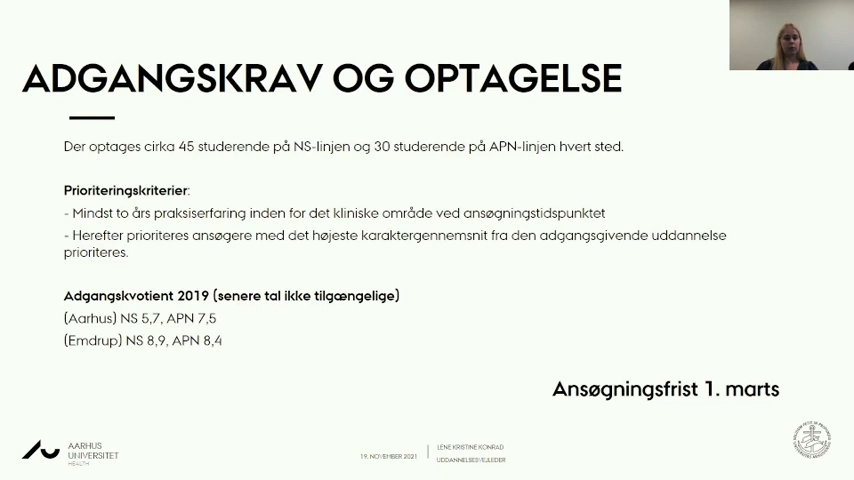 ADGANGSKRAV OG OPTAGELSE
Der optages cirka 45 studerende på NS-linjen og 30 studerende på APN-linjen hvert sted.
Prioriteringskriterier:
- Mindst to års praksiserfaring inden for det kliniske område ved ansøgningstidspunktet
- Herefter prioriteres ansøgere med det højeste karaktergennemsnit fra den adgangsgivende uddannelse
prioriteres.
Adgangskvotient 2019 (senere tal ikke tilgængelige)
(Aarhus) NS 5,7, APN 7,5
(Emdrup) NS 8,9, APN 8,4
Ansøgningsfrist 1. marts
AARHUS
UNIVERSITET
HEALTH
19. NOVEMBER 2021
LENE KRISTINE KONRAD
UDDANNELSESVEJLEDER